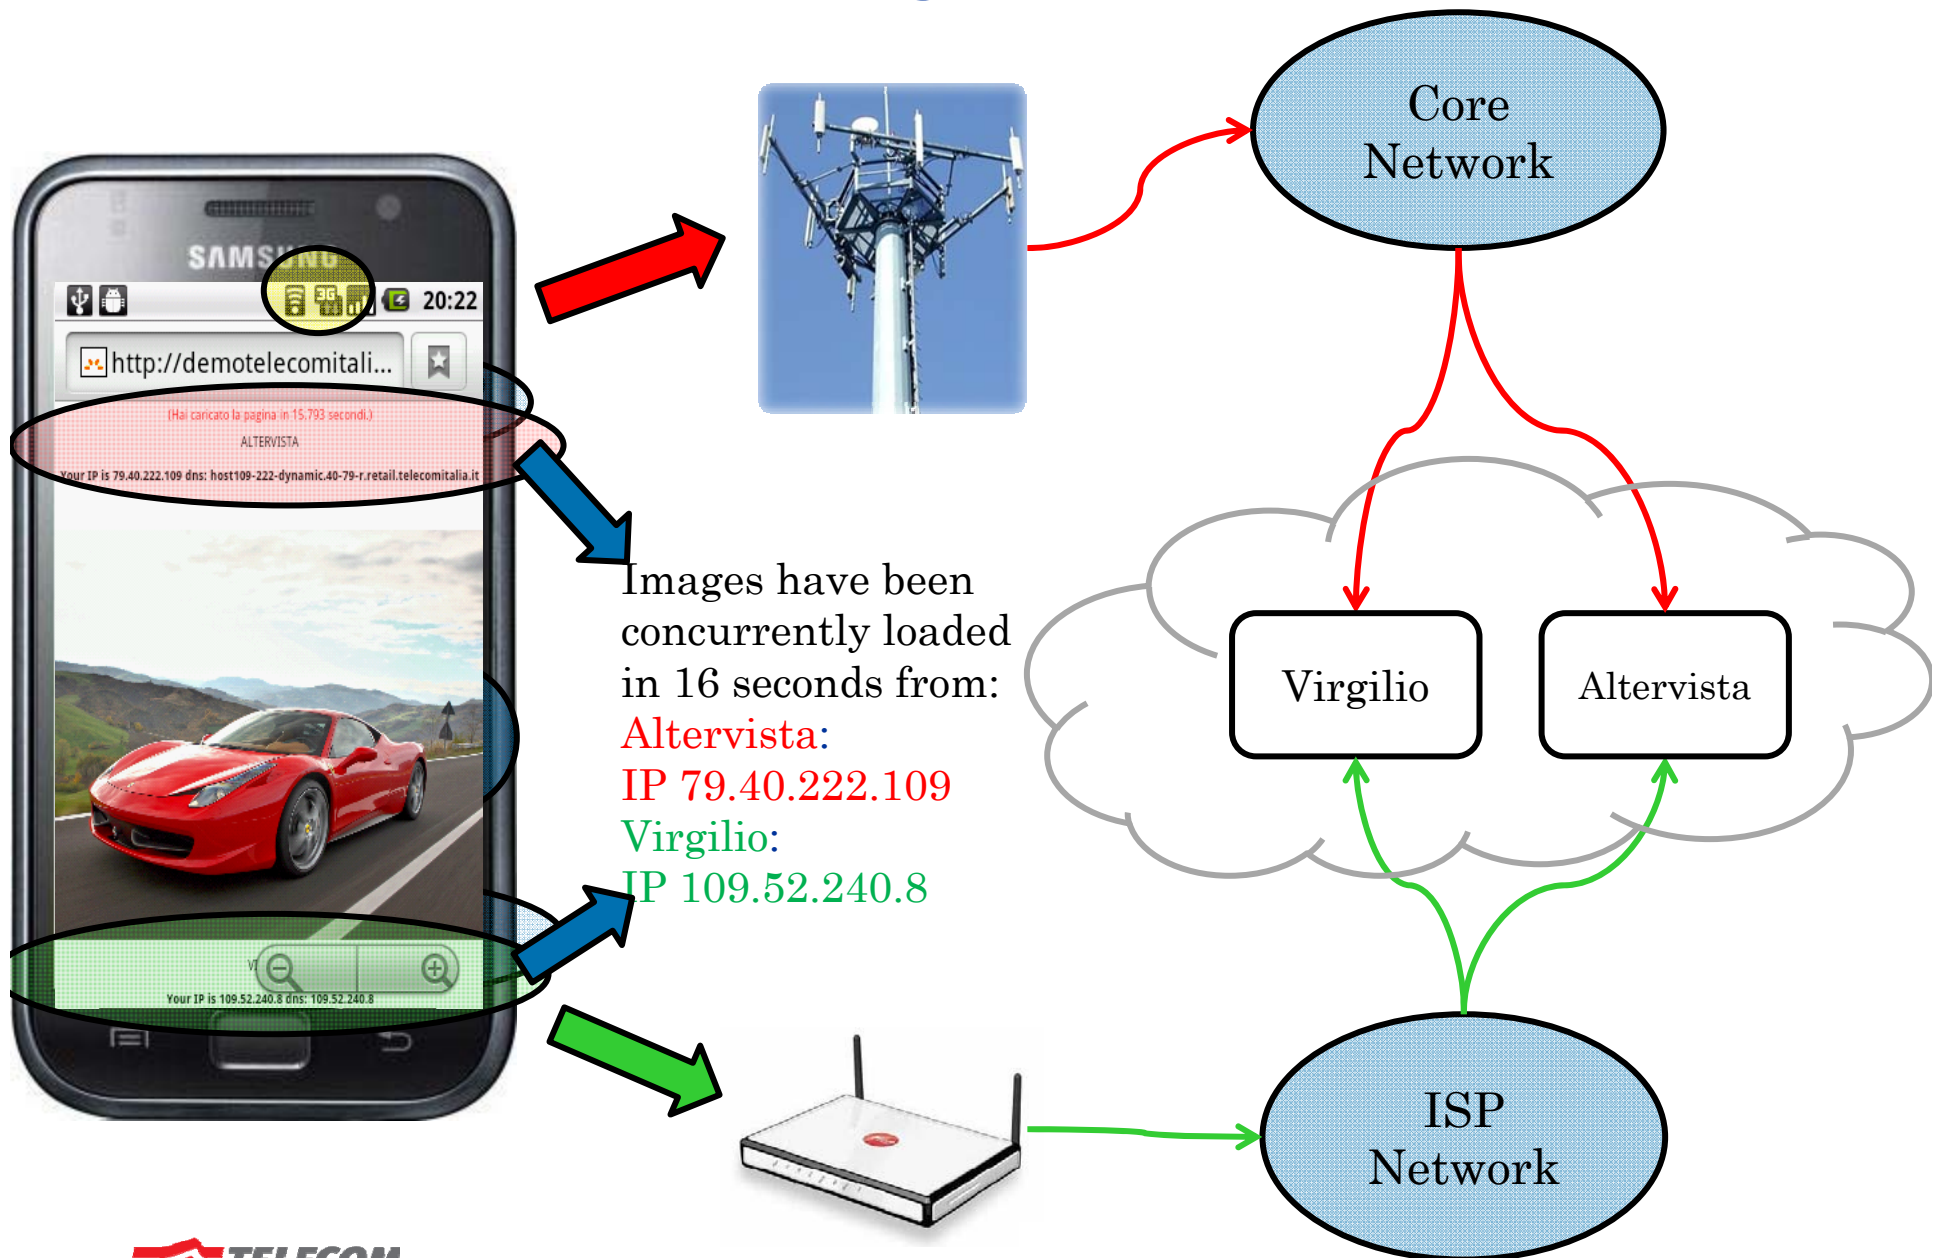 SAMSUNG
3G
20:22
http://demotelecomitali...
(Hai caricato la pagina in 15.793 secondi.)
ALTERVISTA
Your IP is 79.40.222.109 dns: host109-222-dynamic.40-79-r.retail.telecomitalia.it
Your IP is 109.52.240.8 dns: 109.52.240.8
Images have been
concurrently loaded
in 16 seconds from:
Altervista:
IP 79.40.222.109
Virgilio:
IP 109.52.240.8
Core
Network
Virgilio
Altervista
ISP
Network
TELECOM